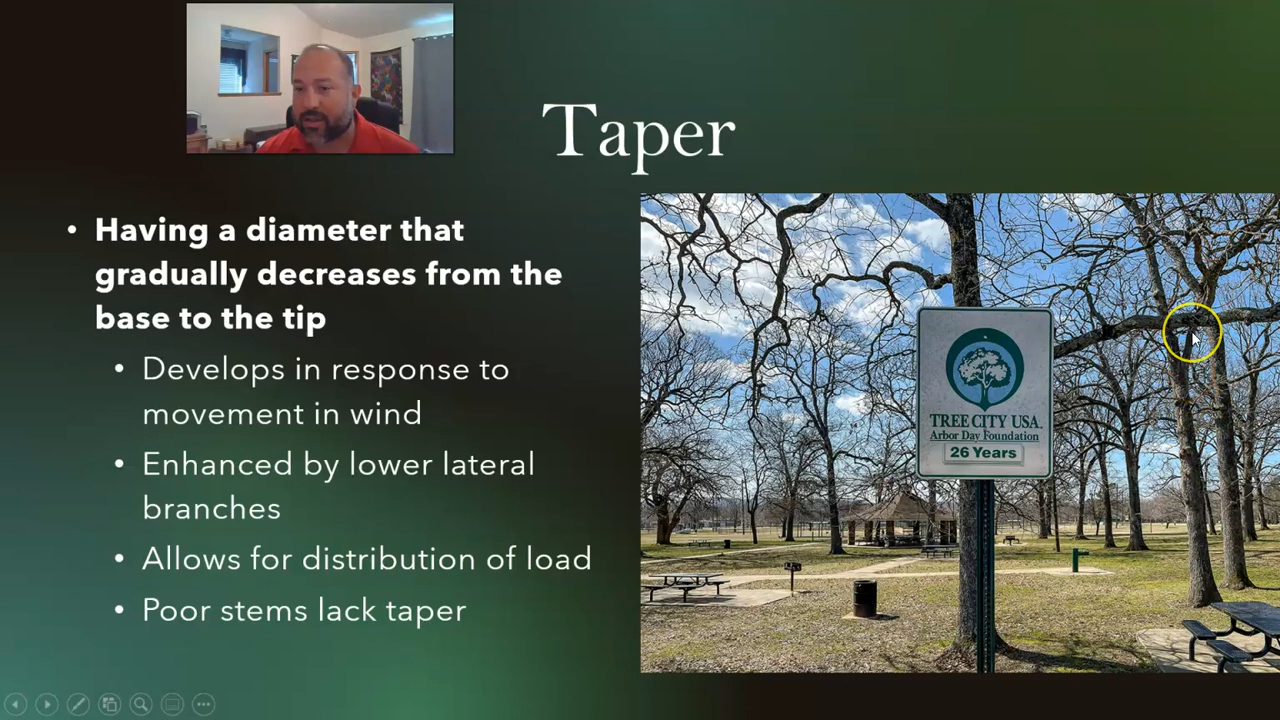 Taper
• Having a diameter that
gradually decreases from the
base to the tip
• Develops in response to
movement in wind
• Enhanced by lower lateral
branches
• Allows for distribution of load
• Poor stems lack taper
TREE CITY USA.
Arbor Day Foundation
26 Years